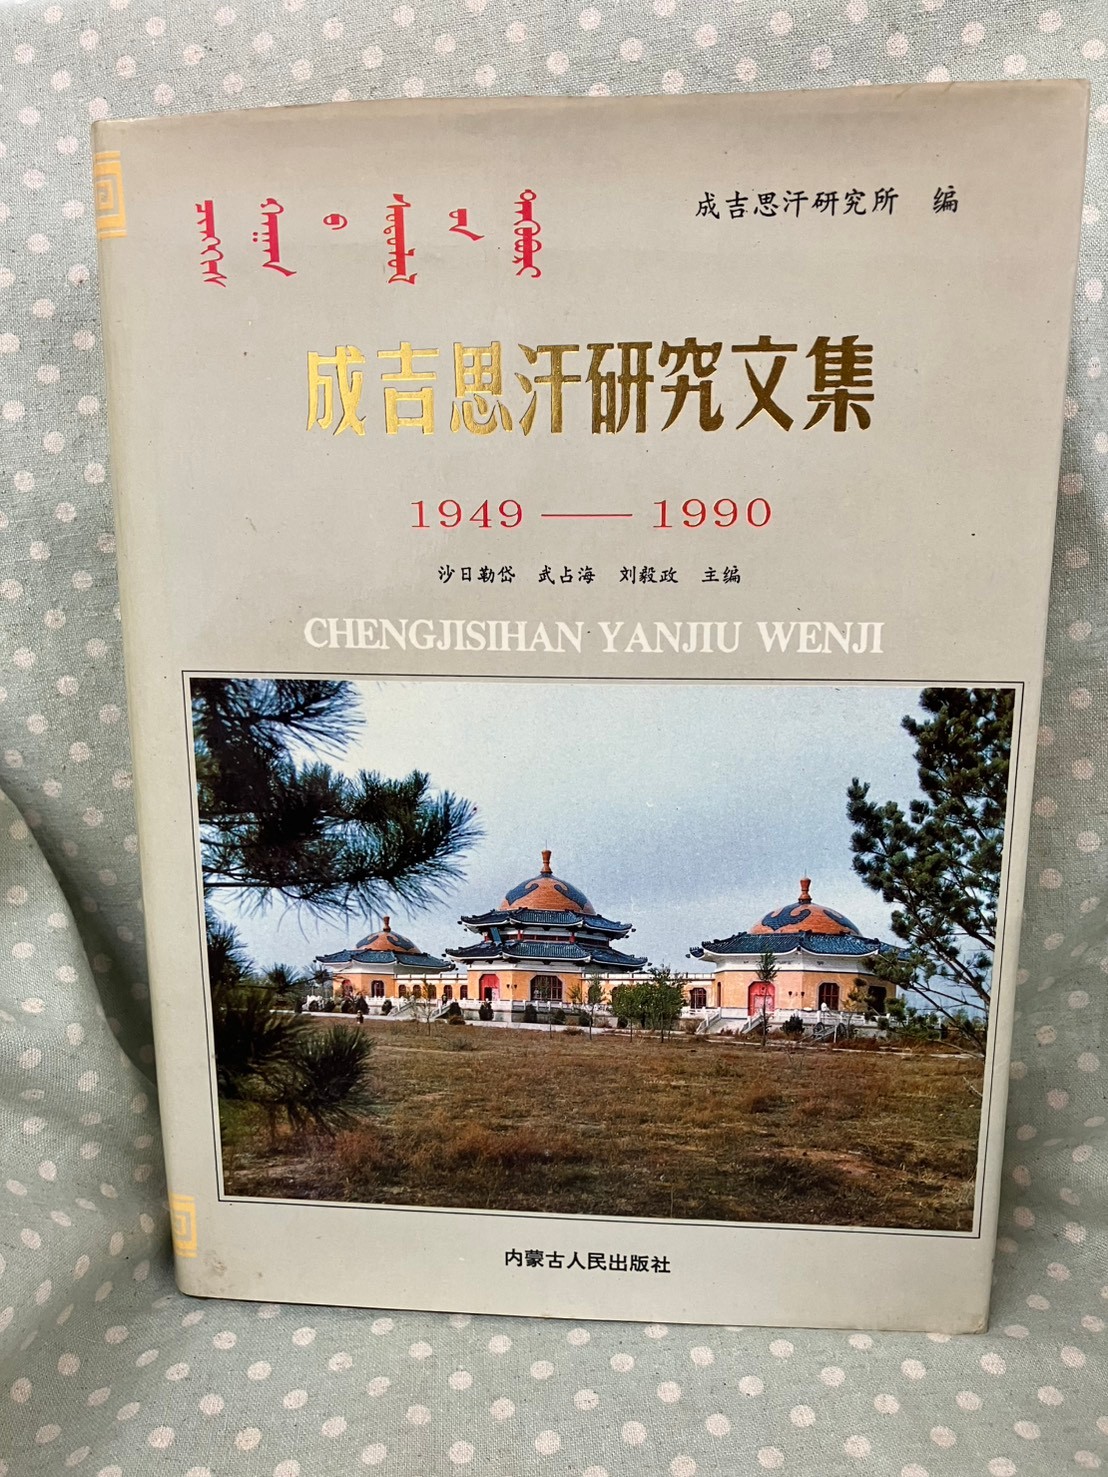 成吉思汗研究所 编
成吉思汗研究文集
1949——1990
沙日勒岱 武占海 刘毅政 主编
CHENGJISIHAN YANJIU WENJI
内蒙古人民出版社